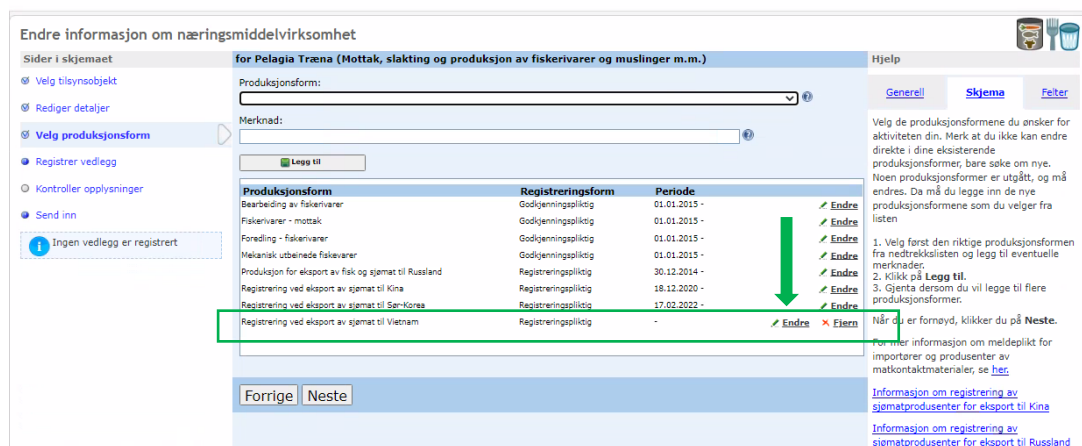 Endre informasjon om næringsmiddelvirksomhet
Sider i skjemaet
Velg tilsynsobjekt
Rediger detaljer
Velg produksjonsform
Registrer vedlegg
Kontroller opplysninger
Send inn
Ingen vedlegg er registrert
for Pelagia Træna (Mottak, slakting og produksjon av fiskerivarer og muslinger m.m.)
Produksjonsform:
Merknad:
Legg til
Produksjonsform Registreringsform Periode
Bearbeiding av fiskerivarer Godkjenningspliktig 01.01.2015 - Endre
Fiskerivarer - mottak Godkjenningspliktig 01.01.2015 - Endre
Foredling - fiskerivarer Godkjenningspliktig 01.01.2015 - Endre
Mekanisk utbeinede fiskevarer Godkjenningspliktig 01.01.2015 - Endre
Produksjon for eksport av fisk og sjømat til Russland Registreringspliktig 30.12.2014 - Endre
Registrering ved eksport av sjømat til Kina Registreringspliktig 18.12.2020 - Endre
Registrering ved eksport av sjømat til Sør-Korea Registreringspliktig 17.02.2022 - Endre
Registrering ved eksport av sjømat til Vietnam Registreringspliktig - Endre Fjern
Forrige Neste
Hjelp
Generell Skjema Felter
Velg de produksjonsformene du ønsker for
aktiviteten din. Merk at du ikke kan endre
direkte i dine eksisterende
produksjonsformer, bare søke om nye.
Noen produksjonsformer er utgått, og må
endres. Da må du legge inn de nye
produksjonsformene som du velger fra
listen
1. Velg først den riktige produksjonsformen
fra nedtrekkslisten og legg til eventuelle
merknader.
2. Klikk på Legg til.
3. Gjenta dersom du vil legge til flere
produksjonsformer.
Når du er fornøyd, klikker du på Neste.
For mer informasjon om meldeplikt for
importører og produsenter av
matkontaktmaterialer, se her.
Informasjon om registrering av
sjømatprodusenter for eksport til Kina
Informasjon om registrering av
sjømatprodusenter for eksport til Russland